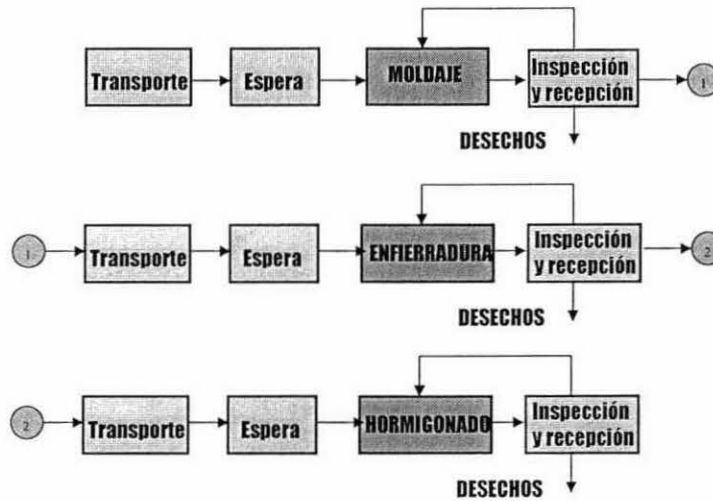 Transporte
Espera
MOLDAJE
Inspección
y recepción
1
DESECHOS
1
Transporte
Espera
ENFIERRADURA
Inspección
y recepción
2
DESECHOS
2
Transporte
Espera
HORMIGONADO
Inspección
y recepción
DESECHOS